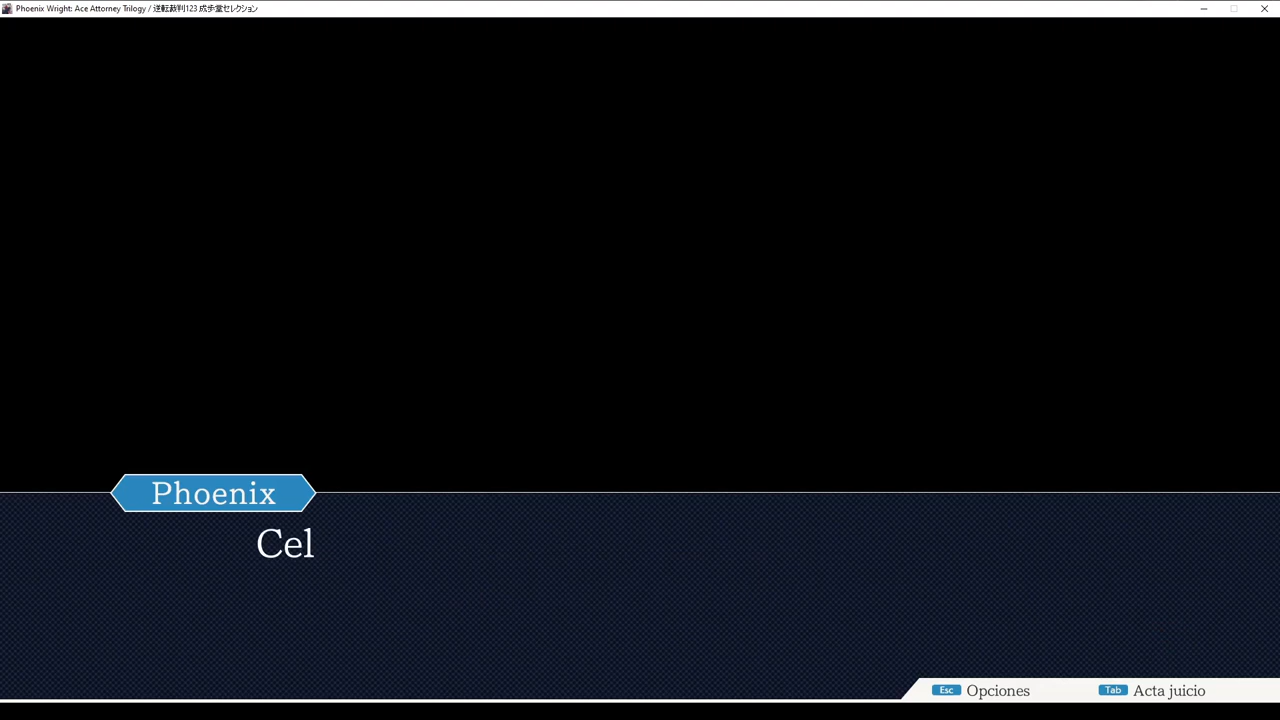 Phoenix Wright: Ace Attorney Trilogy / 逆転裁判123 成歩堂セレクション
Phoenix
Cel
Esc Opciones Tab Acta juicio